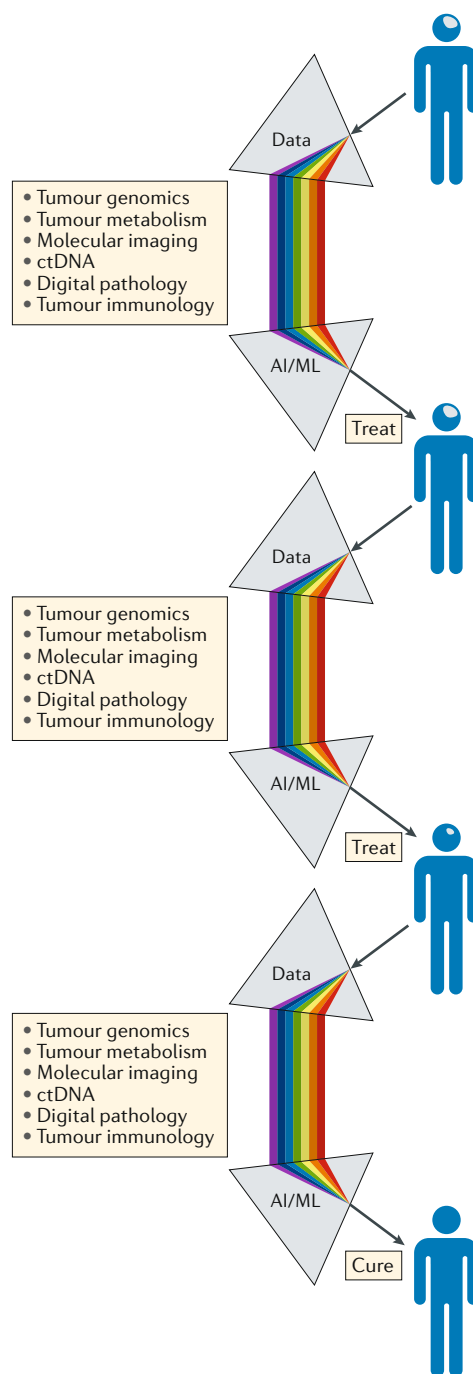 Data
• Tumour genomics
• Tumour metabolism
• Molecular imaging
• ctDNA
• Digital pathology
• Tumour immunology
AI/ML
Treat
Data
• Tumour genomics
• Tumour metabolism
• Molecular imaging
• ctDNA
• Digital pathology
• Tumour immunology
AI/ML
Treat
Data
• Tumour genomics
• Tumour metabolism
• Molecular imaging
• ctDNA
• Digital pathology
• Tumour immunology
AI/ML
Cure